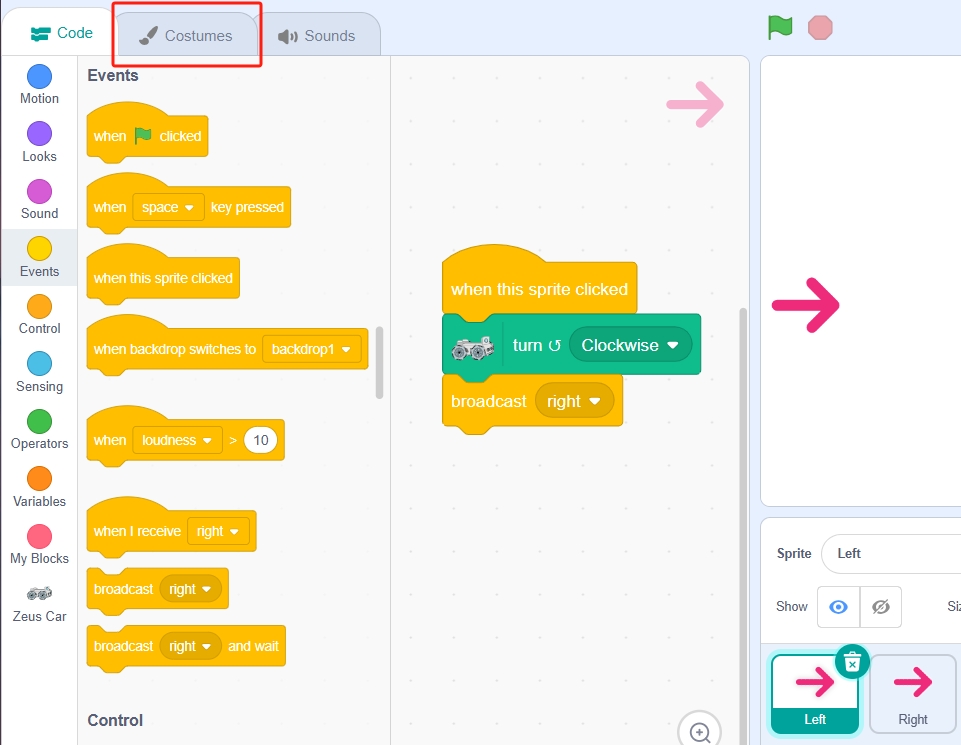 Code
Costumes
Sounds
Motion
Looks
Sound
Events
Control
Sensing
Operators
Variables
My Blocks
Zeus Car
Events
when clicked
when space key pressed
when this sprite clicked
when backdrop switches to backdrop1
when loudness > 10
when I receive right
broadcast right
broadcast right and wait
Control
when this sprite clicked
turn ↺ Clockwise
broadcast right
Sprite Left
Show
Siz
Left
Right